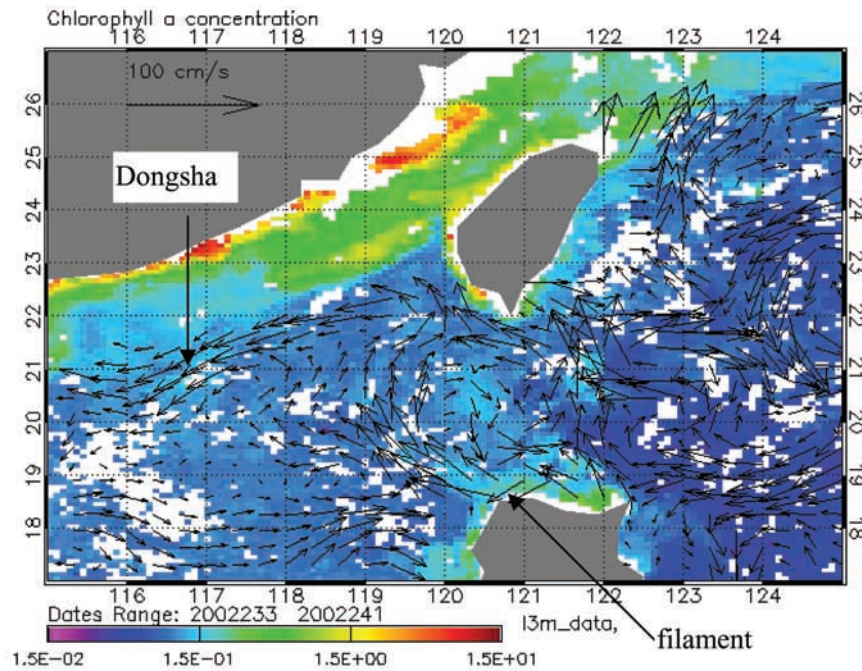 Chlorophyll a concentration
116 117 118 119 120 121 122 123 124
100 cm/s
26 26
25 25
Dongsha
24 24
23 23
22 22
21 21
20 20
19 19
18 18
116 117 118 119 120 121 122 123 124
Dates Range: 2002233 2002241
l3m_data,
filament
1.5E-02 1.5E-01 1.5E+00 1.5E+01